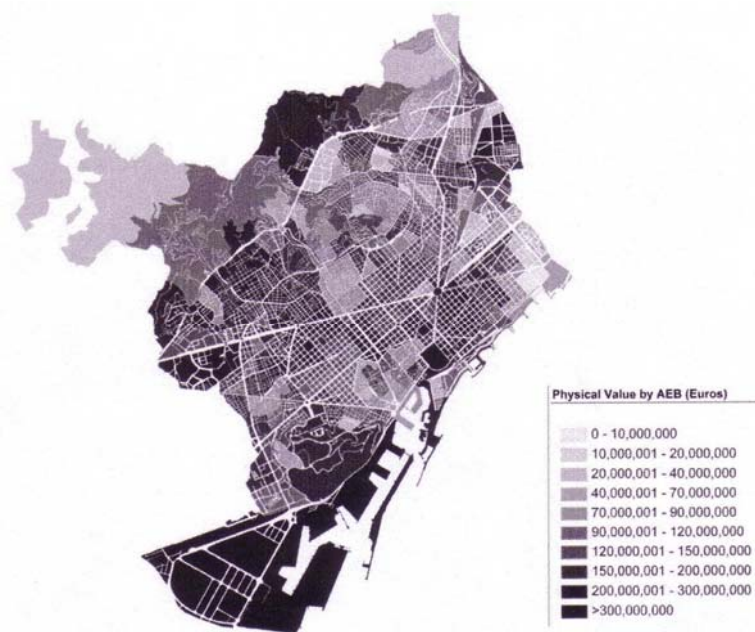 Physical Value by AEB (Euros)
0 - 10,000,000
10,000,001 - 20,000,000
20,000,001 - 40,000,000
40,000,001 - 70,000,000
70,000,001 - 90,000,000
90,000,001 - 120,000,000
120,000,001 - 150,000,000
150,000,001 - 200,000,000
200,000,001 - 300,000,000
>300,000,000